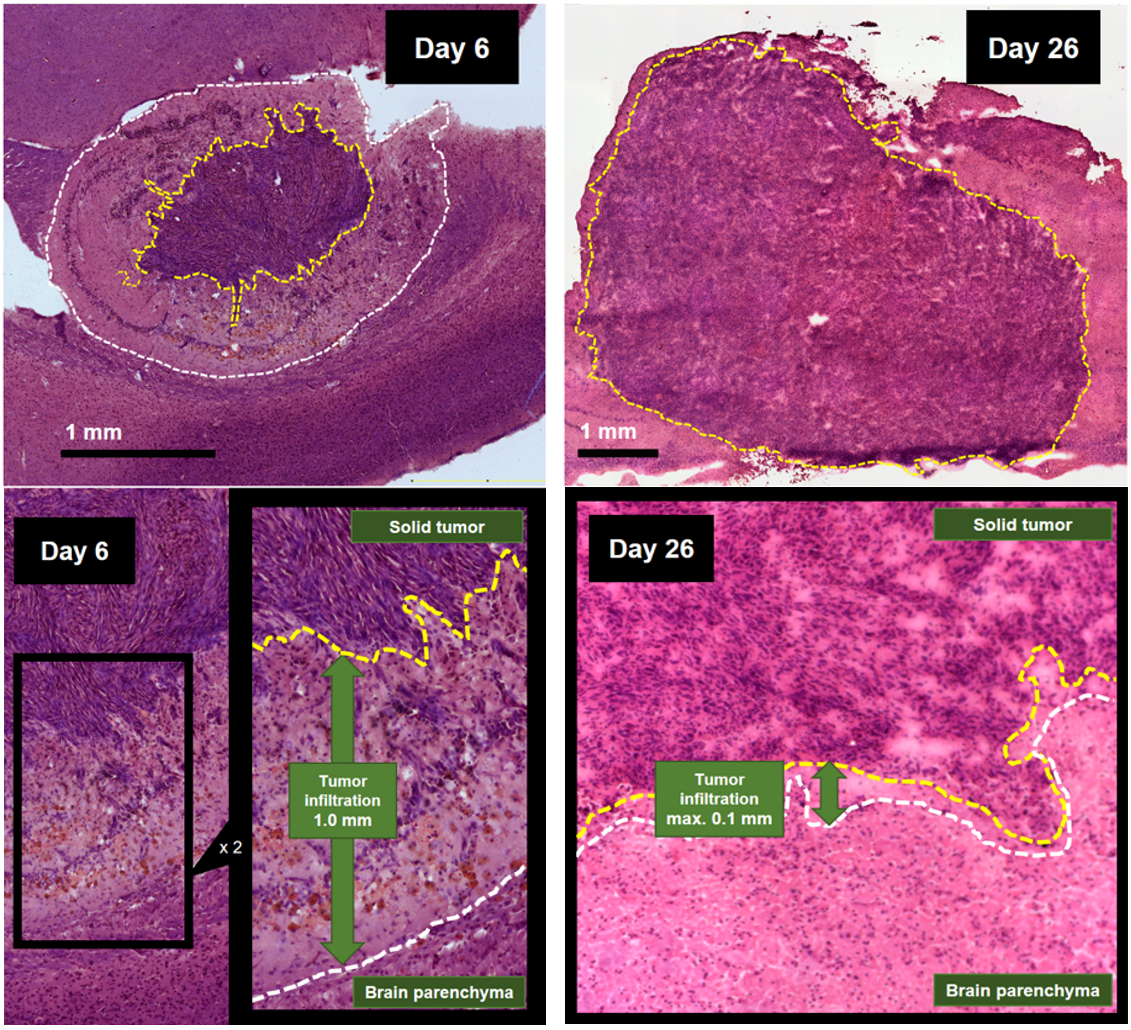 Day 6
1 mm
Day 26
1 mm
Day 6
x 2
Solid tumor
Tumor
infiltration
1.0 mm
Brain parenchyma
Day 26
Solid tumor
Tumor
infiltration
max. 0.1 mm
Brain parenchyma